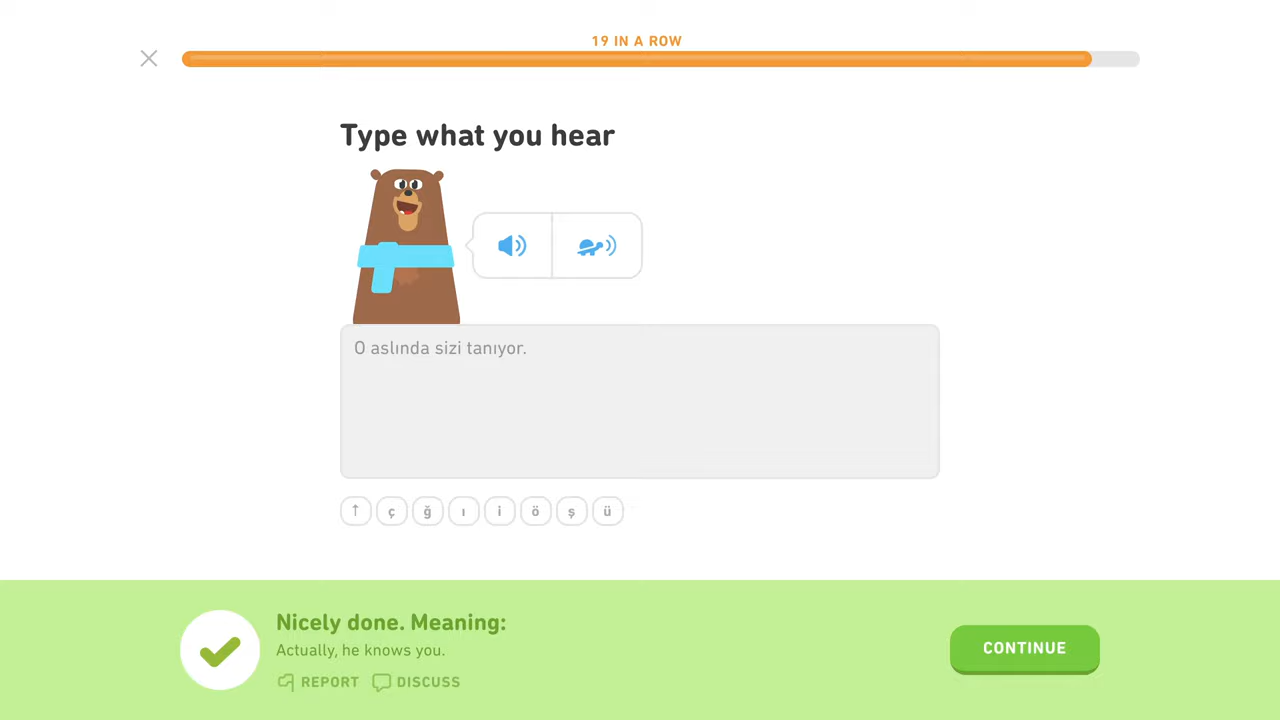 19 IN A ROW
Type what you hear
O aslında sizi tanıyor.
↑ ç ğ ı i ö ş ü
Nicely done. Meaning:
Actually, he knows you.
REPORT DISCUSS
CONTINUE